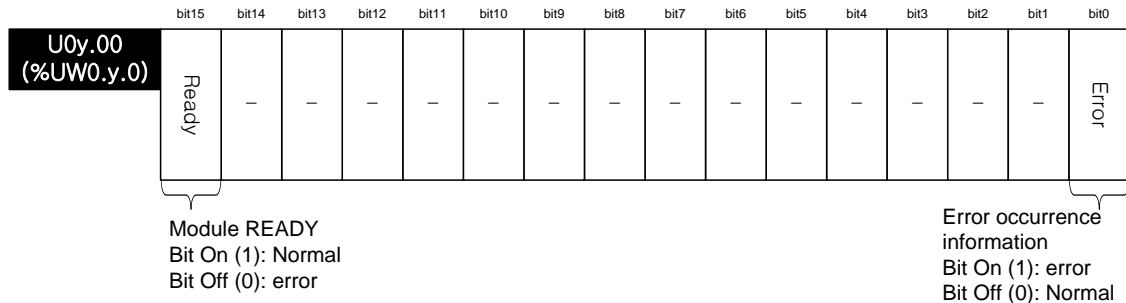 bit15 bit14 bit13 bit12 bit11 bit10 bit9 bit8 bit7 bit6 bit5 bit4 bit3 bit2 bit1 bit0
U0y.00
(%UW0.y.0)
Ready – – – – – – – – – – – – – – Error
Module READY
Bit On (1): Normal
Bit Off (0): error
Error occurrence
information
Bit On (1): error
Bit Off (0): Normal